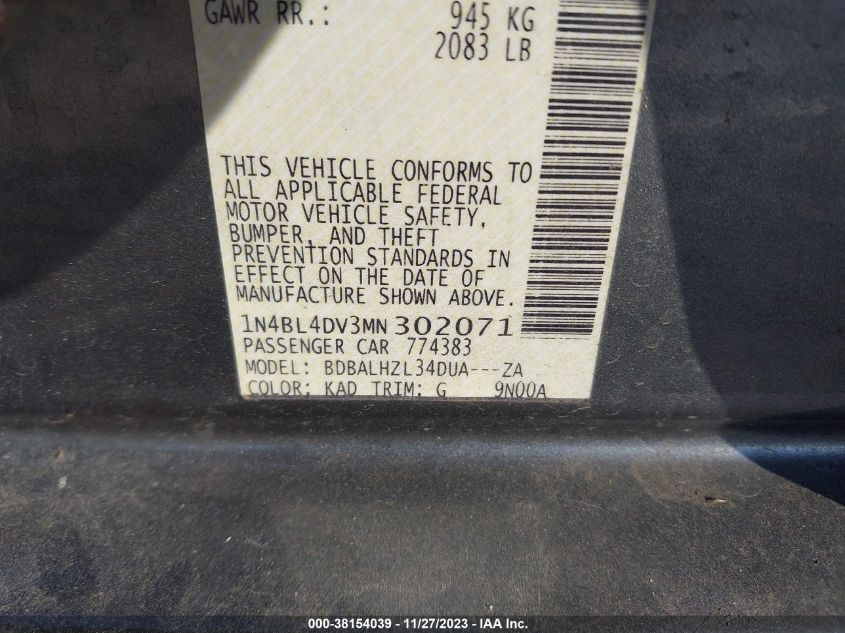 GAWR RR.: 945 KG
2083 LB
THIS VEHICLE CONFORMS TO
ALL APPLICABLE FEDERAL
MOTOR VEHICLE SAFETY,
BUMPER, AND THEFT
PREVENTION STANDARDS IN
EFFECT ON THE DATE OF
MANUFACTURE SHOWN ABOVE.
1N4BL4DV3MN302071
PASSENGER CAR 774383
MODEL: BDBALHZL34DUA---ZA
COLOR: KAD TRIM: G 9N00A
000-38154039 - 11/27/2023 - IAA Inc.